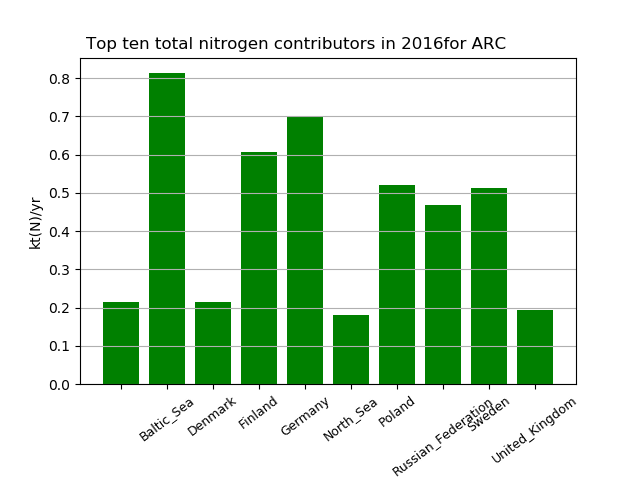 Top ten total nitrogen contributors in 2016for ARC
kt(N)/yr
0.8
0.7
0.6
0.5
0.4
0.3
0.2
0.1
0.0
Baltic_Sea
Denmark
Finland
Germany
North_Sea
Poland
Russian_Federation
Sweden
United_Kingdom